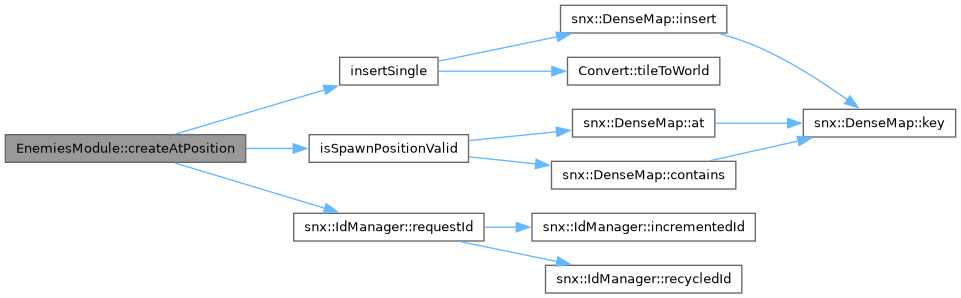 snx::DenseMap::insert
insertSingle
Convert::tileToWorld
snx::DenseMap::at
snx::DenseMap::key
EnemiesModule::createAtPosition
isSpawnPositionValid
snx::DenseMap::contains
snx::IdManager::requestId
snx::IdManager::incrementedId
snx::IdManager::recycledId